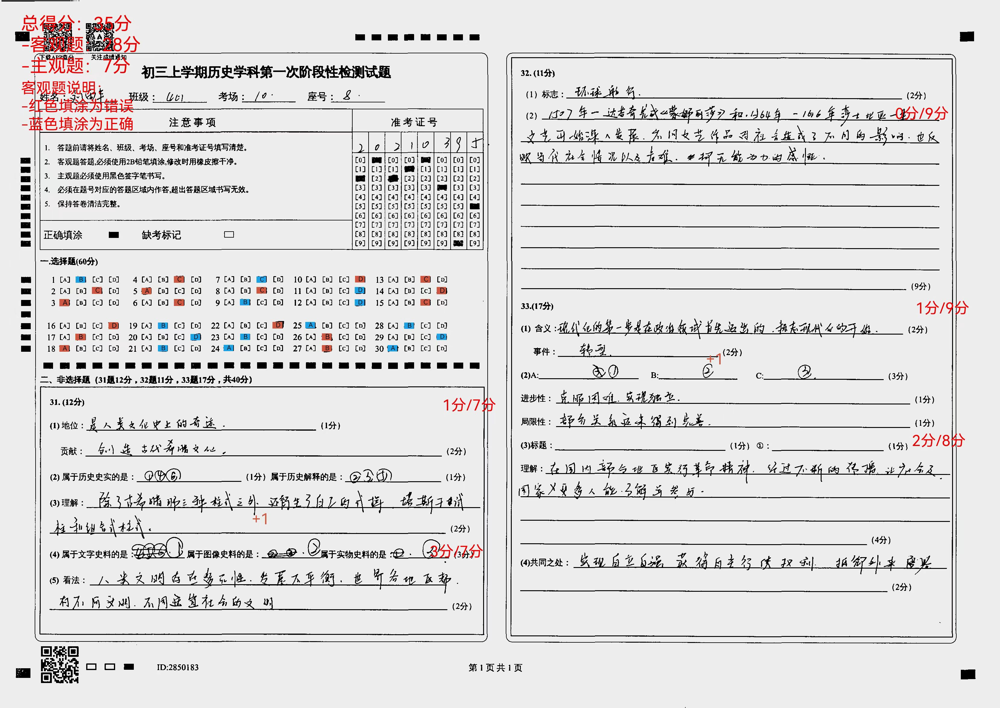 总得分：35分
-客观题：28分
-主观题：7分
客观题说明：
-红色填涂为错误
-蓝色填涂为正确
下载APP查分 关注成绩通知
初三上学期历史学科第一次阶段性检测试题
姓名： 班级：401 考场：10. 座号：8.
注意事项 准考证号
2 0 2 1 0 3 9 5
1. 答题前请将姓名、班级、考场、座号和准考证号填写清楚。
2. 客观题答题,必须使用2B铅笔填涂,修改时用橡皮擦干净。
3. 主观题必须使用黑色签字笔书写。
4. 必须在题号对应的答题区域内作答,超出答题区域书写无效。
5. 保持答卷清洁完整。
[0] [0] [0] [0] [0] [0]
[1] [1] [1] [1] [1] [1]
[2] [2] [2] [2] [2] [2]
[3] [3] [3] [3] [3] [3] [3]
[4] [4] [4] [4] [4] [4] [4] [4]
[5] [5] [5] [5] [5] [5] [5]
[6] [6] [6] [6] [6] [6] [6] [6]
[7] [7] [7] [7] [7] [7] [7] [7]
[8] [8] [8] [8] [8] [8] [8] [8]
[9] [9] [9] [9] [9] [9] [9]
正确填涂 缺考标记
一.选择题(60分)
1 [A] B [C] [D] 4 [A] [B] C [D] 7 [A] [B] C [D] 10 [A] [B] [C] D 13 [A] [B] C [D]
2 [A] [B] C [D] 5 A [B] [C] [D] 8 [A] [B] C [D] 11 [A] [B] [C] D 14 [A] [B] [C] D
3 A [B] [C] [D] 6 [A] [B] C [D] 9 [A] B [C] [D] 12 [A] [B] [C] D 15 [A] [B] C [D]
16 [A] [B] [C] D 19 [A] B [C] [D] 22 [A] [B] [C] D 25 A [B] [C] [D] 28 [A] B [C] [D]
17 [A] B [C] [D] 20 [A] [B] [C] D 23 [A] B [C] [D] 26 [A] B [C] [D] 29 [A] [B] [C] D
18 A [B] [C] [D] 21 [A] B [C] [D] 24 A [B] [C] [D] 27 [A] B [C] [D] 30 A [B] [C] [D]
二、非选择题（31题12分，32题11分，33题17分，共40分）
31. (12分) 1分/7分
(1) 地位：是人类文化史上的奇迹. (1分)
贡献：创造古代希腊文化. (2分)
(2) 属于历史史实的是：①④⑥ (1分) 属于历史解释的是：②③⑤ (1分)
(3) 理解：除了古希腊那三种柱式之外 还衍生了自己的式样. 塔斯干式
+1
柱和组合式柱式. (2分)
(4) 属于文字史料的是：① 属于图像史料的是：② 属于实物史料的是：③ (3分) 3分/7分
(5) 看法：人类文明存在多元性. 发展不平衡. 世界各地区都.
有不同文明. 不同适宜社会的文明 (2分)
ID:2850183
32. (11分)
(1) 标志：环球航行. (2分)
(2) 1507年一达芬奇完成《蒙娜丽莎》和. 1564年-1616年莎士比亚一生. 0分/9分
文艺开始深入发展. 不同文艺作品对社会造成了不同的影响. 也反
映当代社会情况以及苦难. 都无能为力的感慨.
(9分)
33.(17分) 1分/9分
(1) 含义：现代化的第一步是在政治领域首先迈出的. 标志现代化的开始. (2分)
事件：转型. (2分)
+1
(2)A: ① B: ② C: ③. (3分)
进步性：克服困难. 实现独立. (1分)
局限性：部分关系还未得到完善. (1分)
(3)标题： (1分) ①： (1分) 2分/8分
理解：在国内部分地区实行革命精神. 经过不断的传播. 让社会及
国家更多人能了解并参与. 
(4分)
(4)共同之处：实现自立自强 获得自主行使权利. 抵御外来
(2分)
第 1 页 共 1 页